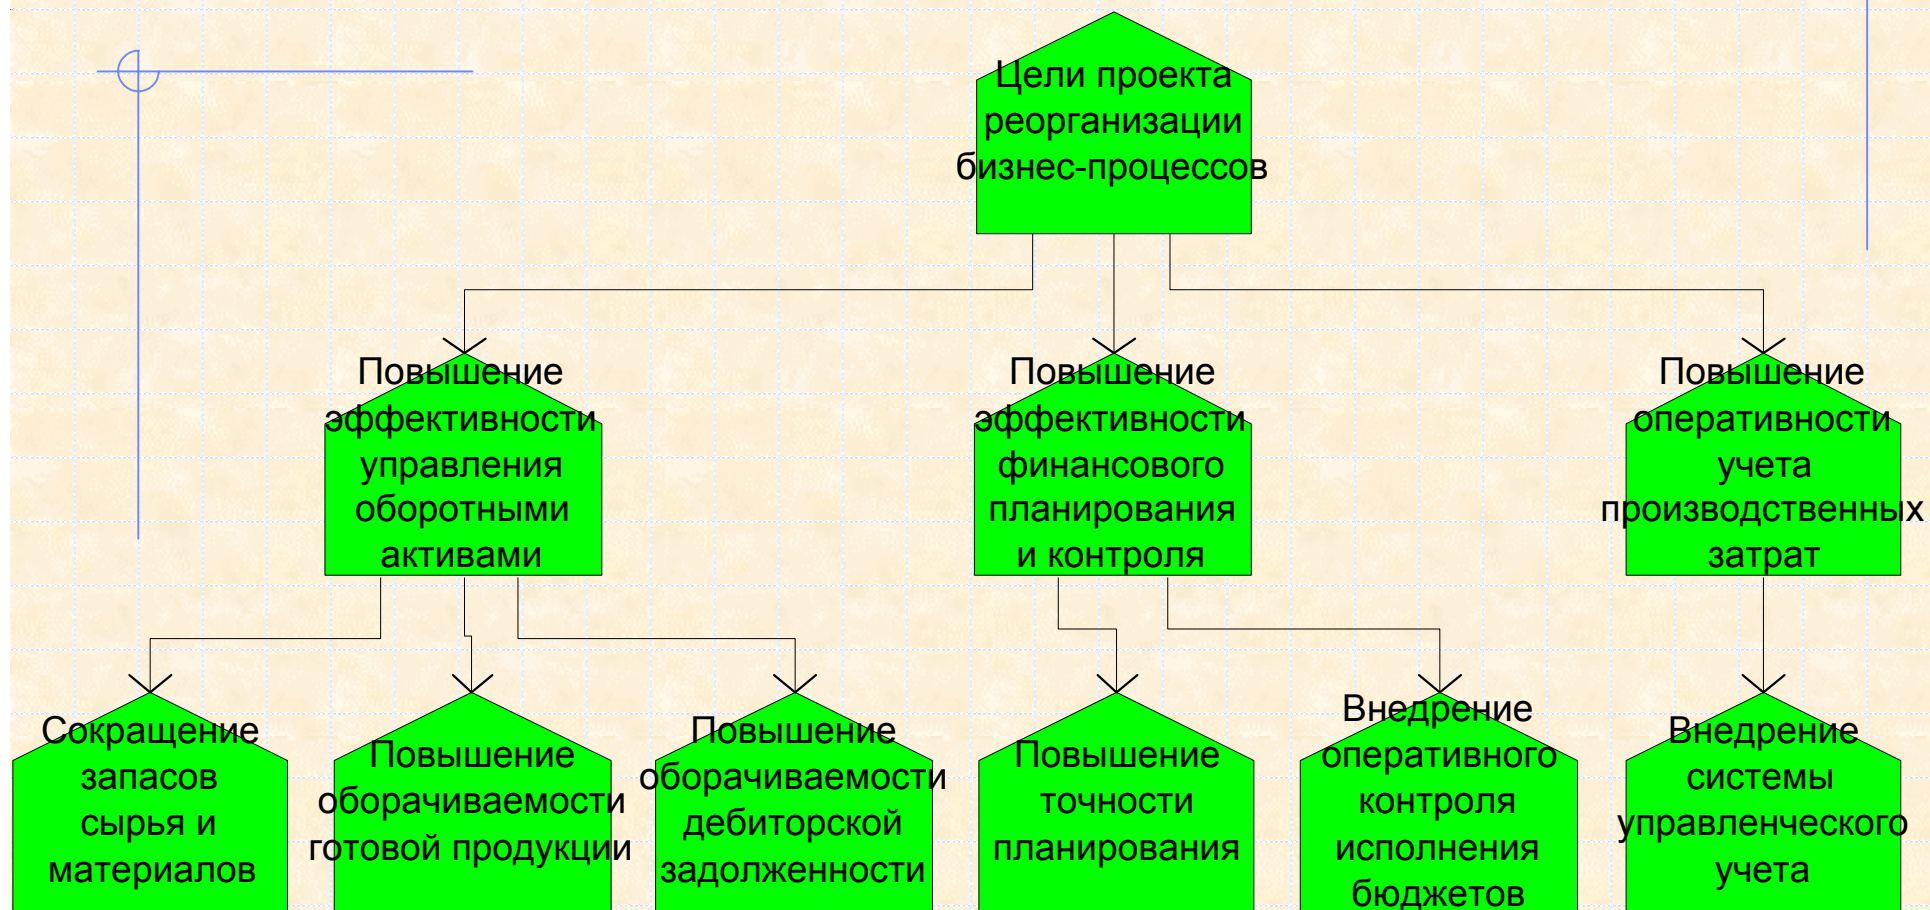 Цели проекта
реорганизации
бизнес-процессов
Повышение
эффективности
управления
оборотными
активами
Повышение
эффективности
финансового
планирования
и контроля
Повышение
оперативности
учета
производственных
затрат
Сокращение
запасов
сырья и
материалов
Повышение
оборачиваемости
готовой продукции
Повышение
оборачиваемости
дебиторской
задолженности
Повышение
точности
планирования
Внедрение
оперативного
контроля
исполнения
бюджетов
Внедрение
системы
управленческого
учета